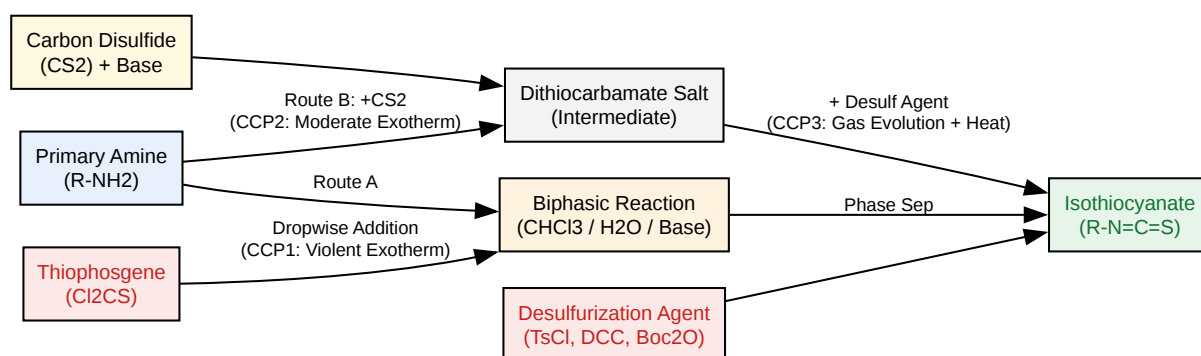 Carbon Disulfide
(CS2) + Base
Route B: +CS2
(CCP2: Moderate Exotherm)
Dithiocarbamate Salt
(Intermediate)
+ Desulf Agent
(CCP3: Gas Evolution + Heat)
Primary Amine
(R-NH2)
Route A
Biphasic Reaction
(CHCl3 / H2O / Base)
Phase Sep
Isothiocyanate
(R-N=C=S)
Dropwise Addition
(CCP1: Violent Exotherm)
Thiophosgene
(Cl2CS)
Desulfurization Agent
(TsCl, DCC, Boc2O)